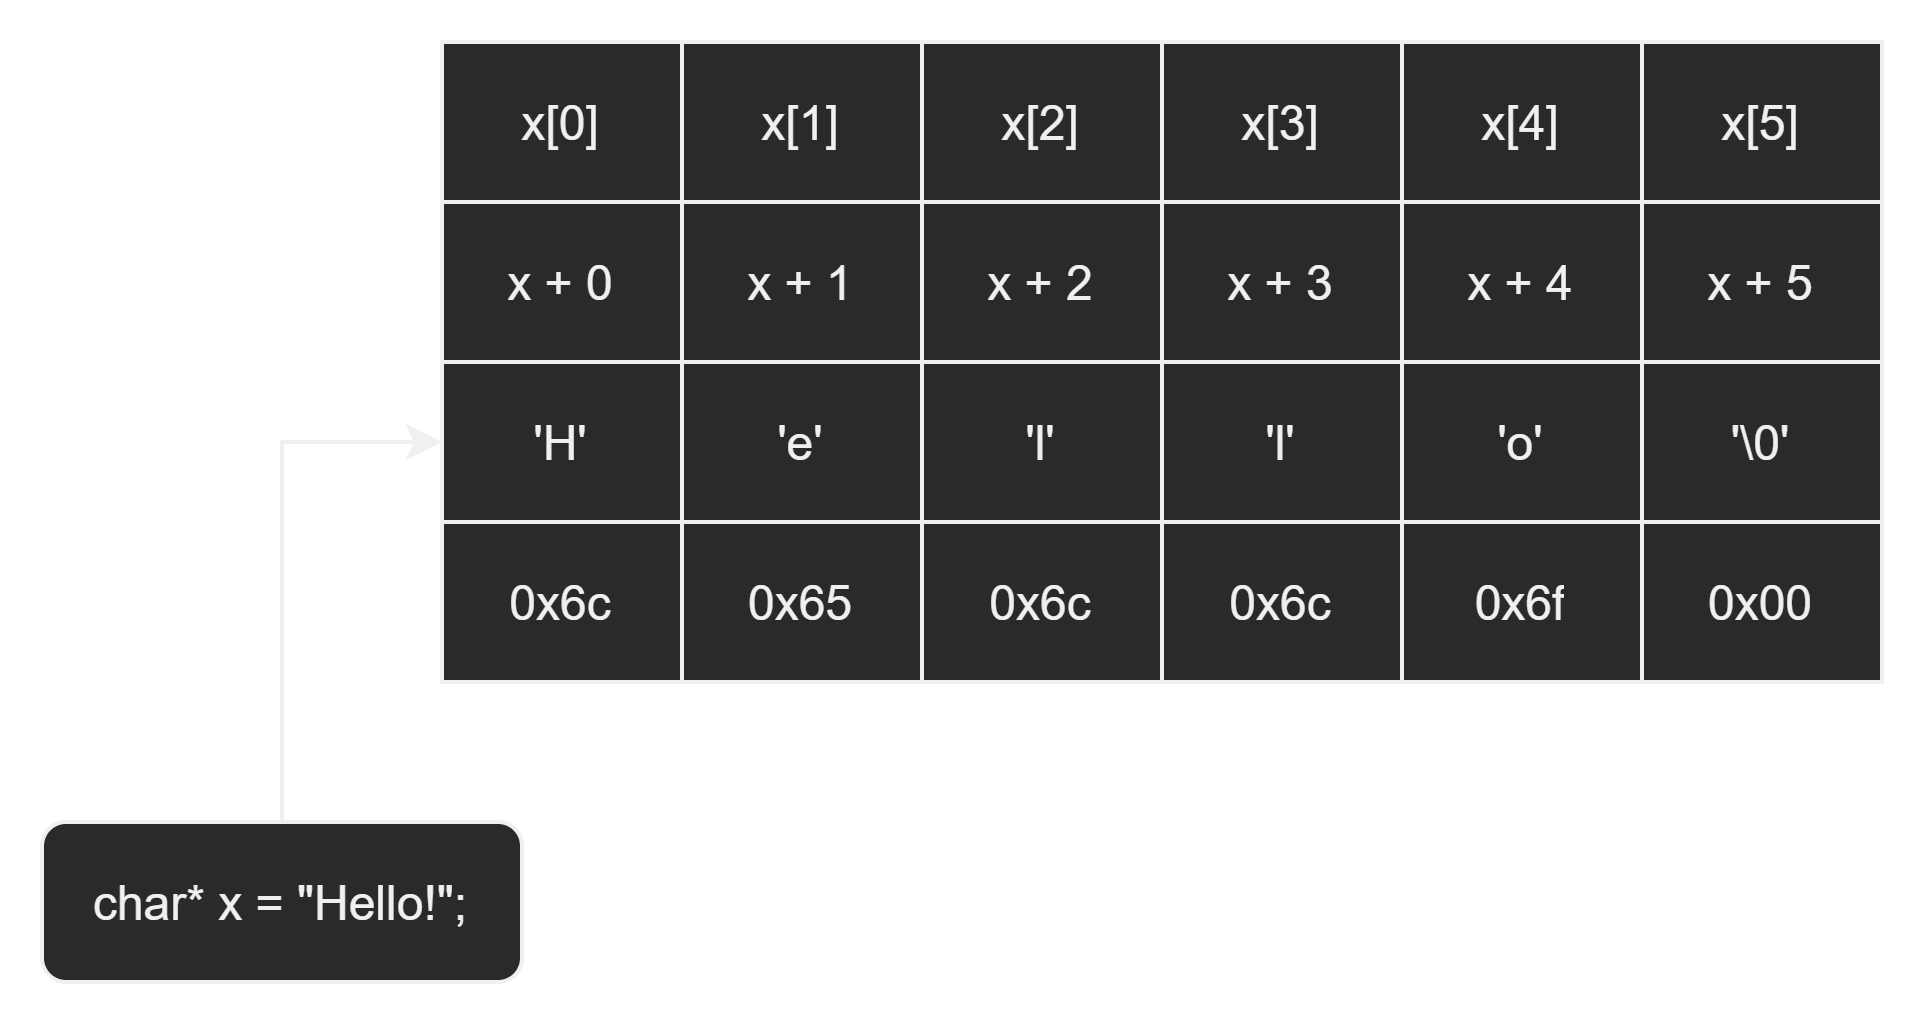 x[0] x[1] x[2] x[3] x[4] x[5]
x + 0 x + 1 x + 2 x + 3 x + 4 x + 5
'H' 'e' 'l' 'l' 'o' '\0'
0x6c 0x65 0x6c 0x6c 0x6f 0x00
char* x = "Hello!";